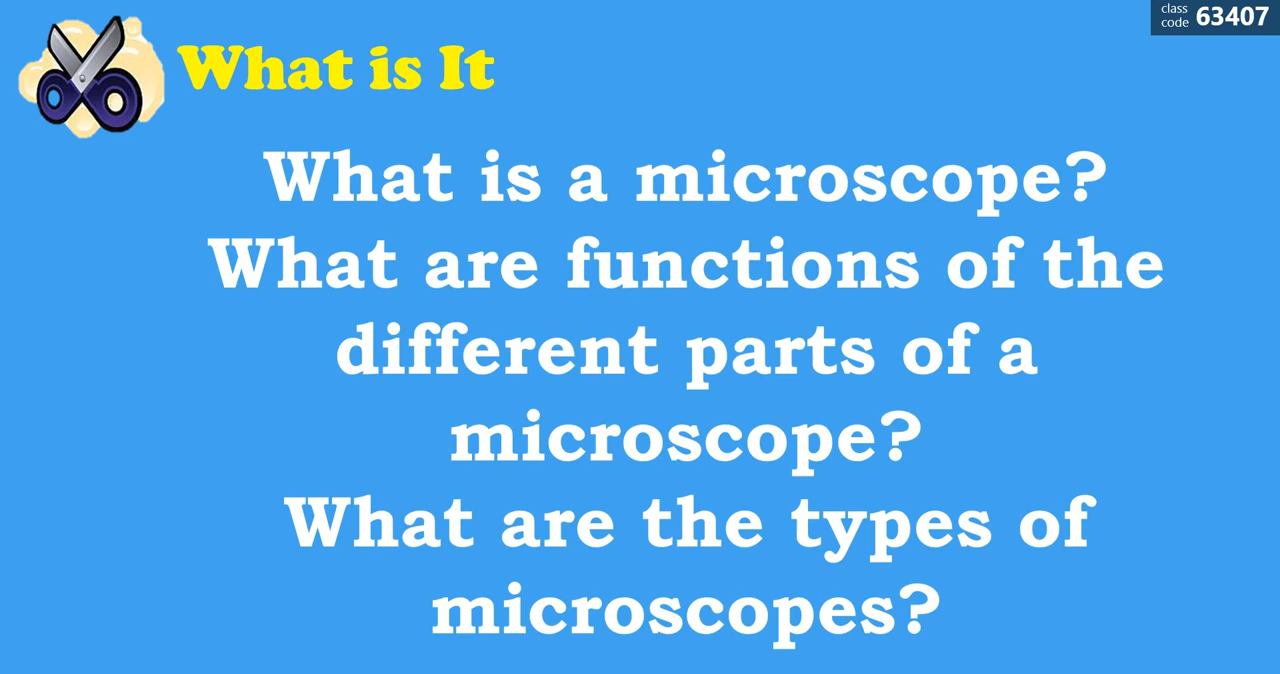 class
code 63407
What is It
What is a microscope?
What are functions of the
different parts of a
microscope?
What are the types of
microscopes?